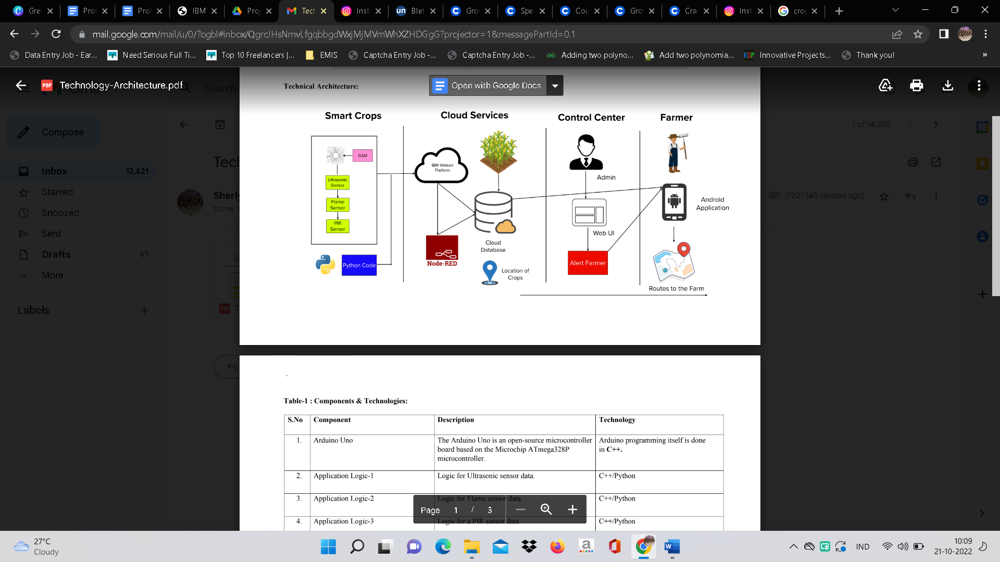 Gre
Prol
Prol
IBM
Proj
Tech
Inst
un
Blet
Gro
Spe
Cou
Gro
Cra
Inst
cro
mail.google.com/mail/u/0/?ogbl#inbox/QgrcJHsNmvLfgqbbgdWxjMjMVmWhXZHDGgG?projector=1&messagePartId=0.1
Data Entry Job - Ear...
Need Serious Full Ti...
Top 10 Freelancers |...
EMIS
Captcha Entry Job -...
Captcha Entry Job -...
Adding two polyno...
Add two polynomia...
KSP
Innovative Projects...
Thank you!
»
PDF
Technology-Architecture.pdf
Search
Open with Google Docs
Technical Architecture:
Compose
1 of 14,303
31
Inbox 12,621
Starred
Snoozed
Sent
Drafts 49
More
Labels
Tech
Sherly
to me
09:21 (48 minutes ago)
PDF
T
Smart Crops
Cloud Services
Control Center
Farmer
GSM
Ultrasonic
Sensor
Flame
Sensor
PIR
Sensor
Python Code
IBM Watson
Platform
Node-RED
Cloud
Database
Location of
Crops
Admin
Web UI
Alert Farmer
Android
Application
Routes to the Farm
Table-1 : Components & Technologies:
S.No Component Description Technology
1. Arduino Uno The Arduino Uno is an open-source microcontroller Arduino programming itself is done
board based on the Microchip ATmega328P in C++.
microcontroller.
2. Application Logic-1 Logic for Ultrasonic sensor data. C++/Python
3. Application Logic-2 Logic for Flame sensor data. C++/Python
4. Application Logic-3 Logic for a PIR sensor data C++/Python
Page 1 / 3
27°C
Cloudy
a
W
IND
10:09
21-10-2022